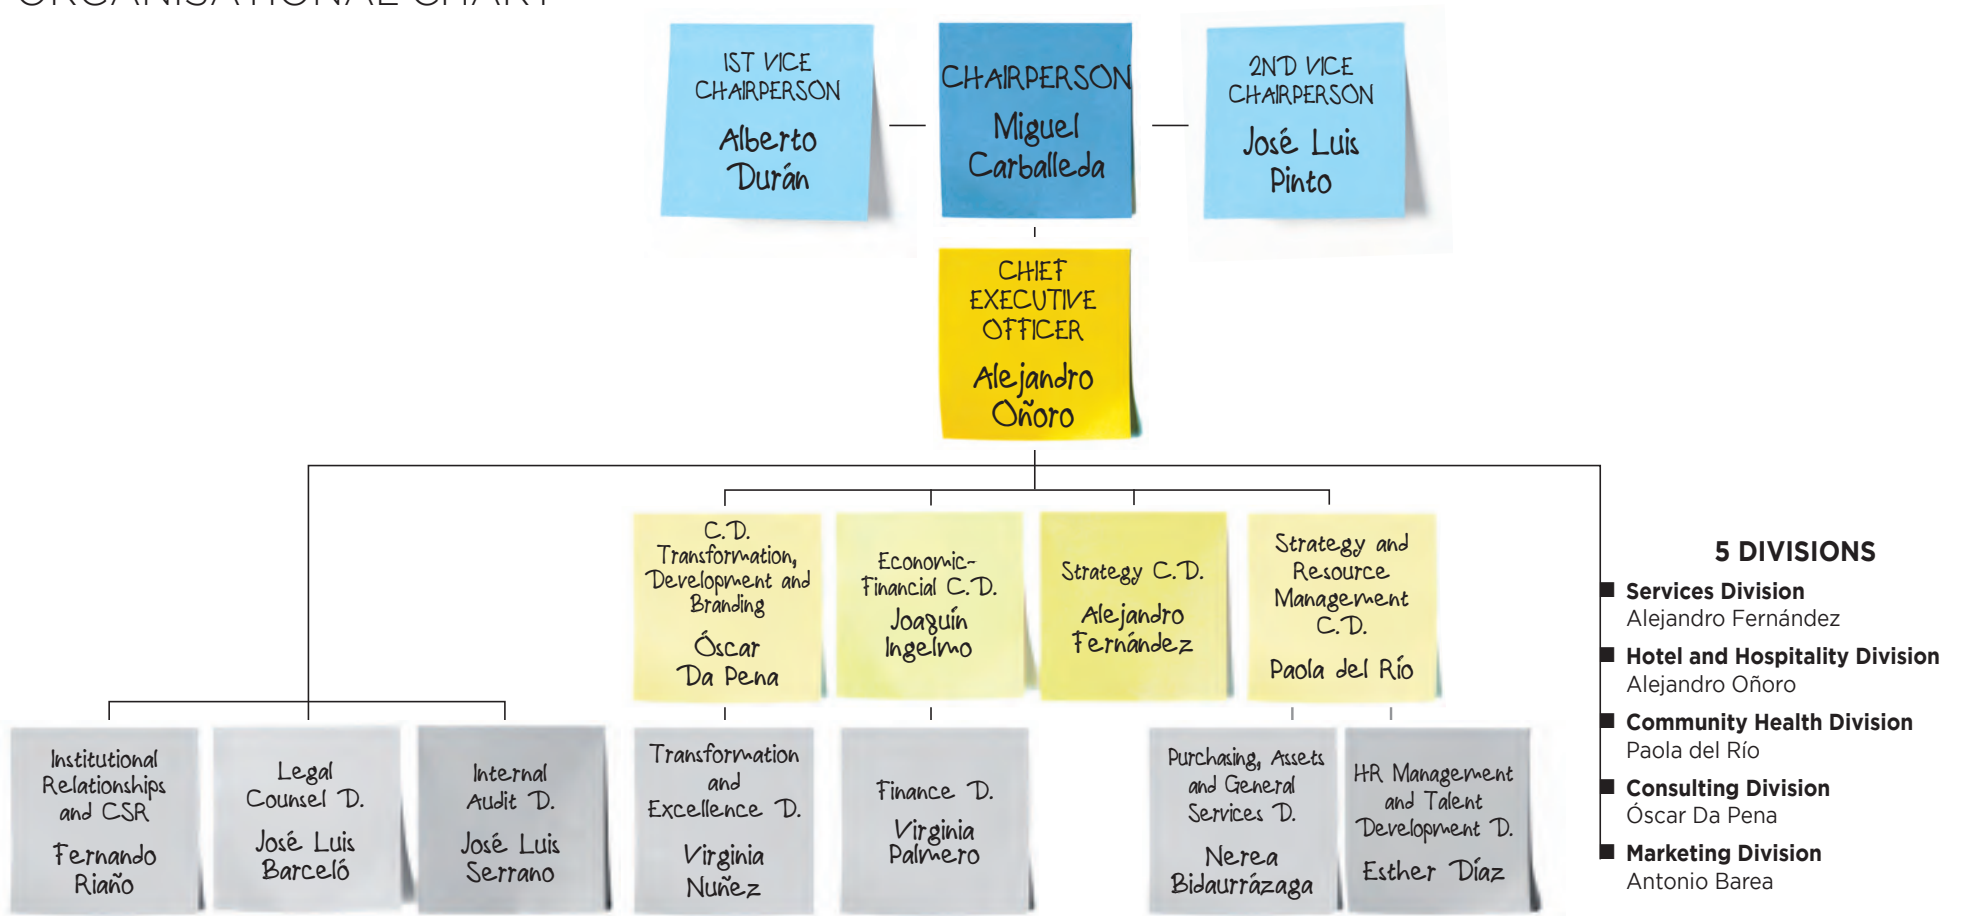 ORGANISATIONAL CHART
1ST VICE
CHAIRPERSON
Alberto
Durán
CHAIRPERSON
Miguel
Carballeda
2ND VICE
CHAIRPERSON
José Luis
Pinto
CHIEF
EXECUTIVE
OFFICER
Alejandro
Oñoro
C.D.
Transformation,
Development and
Branding
Óscar
Da Pena
Economic-
Financial C.D.
Joaquín
Ingelmo
Strategy C.D.
Alejandro
Fernández
Strategy and
Resource
Management
C.D.
Paola del Río
Institutional
Relationships
and CSR
Fernando
Riaño
Legal
Counsel D.
José Luis
Barceló
Internal
Audit D.
José Luis
Serrano
Transformation
and
Excellence D.
Virginia
Nuñez
Finance D.
Virginia
Palmero
Purchasing, Assets
and General
Services D.
Nerea
Bidaurrázaga
HR Management
and Talent
Development D.
Esther Díaz
5 DIVISIONS
Services Division
Alejandro Fernández
Hotel and Hospitality Division
Alejandro Oñoro
Community Health Division
Paola del Río
Consulting Division
Óscar Da Pena
Marketing Division
Antonio Barea